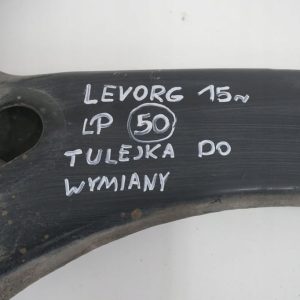 LEVORG 15~
LP 50
TULEJKA DO
WYMIANY